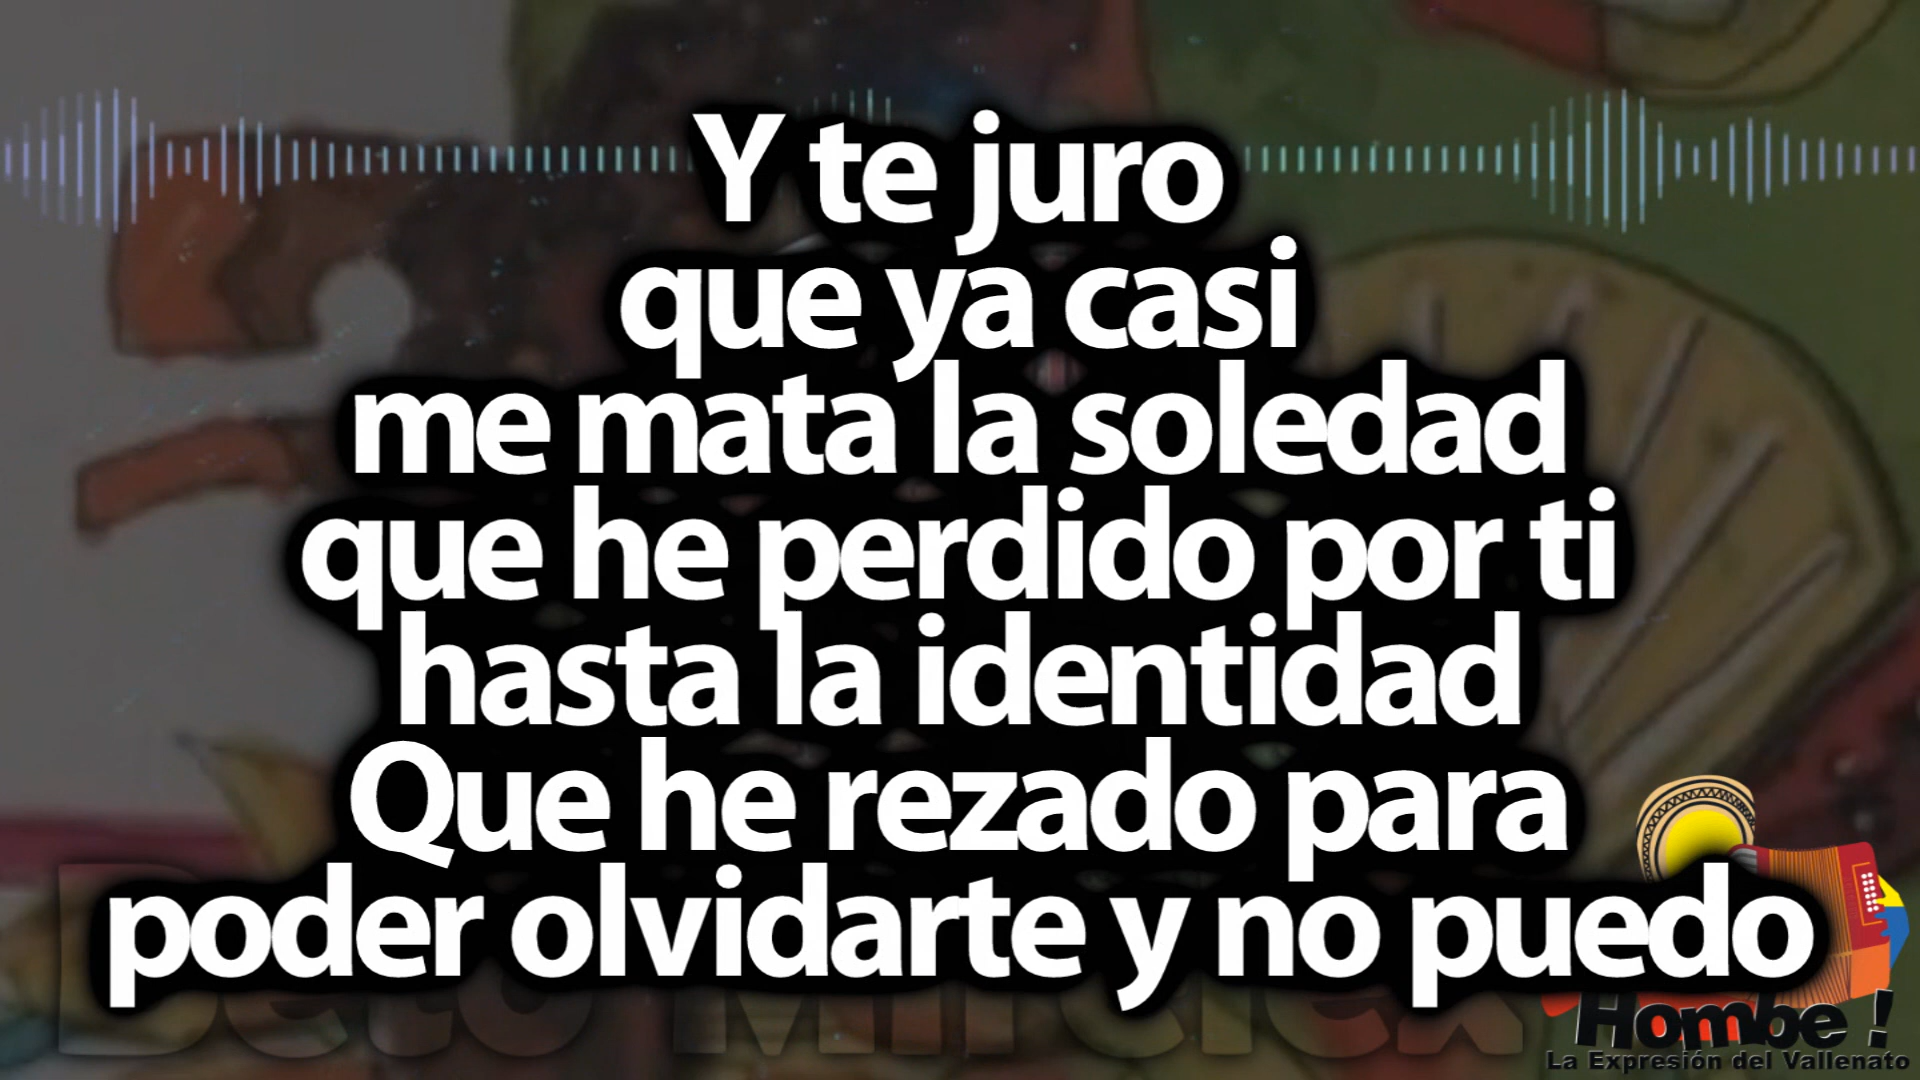 Y te juro
que ya casi
me mata la soledad
que he perdido por ti
hasta la identidad
Que he rezado para
poder olvidarte y no puedo
Hombe !
La Expresión del Vallenato